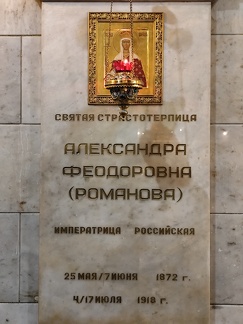 СВЯТАЯ СТРАСТОТЕРПИЦА
АЛЕКСАНДРА
ФЕОДОРОВНА
(РОМАНОВА)
ИМПЕРАТРИЦА РОССИЙСКАЯ
25 МАЯ/7 ИЮНЯ 1872 г.
4/17 ИЮЛЯ 1918 г.